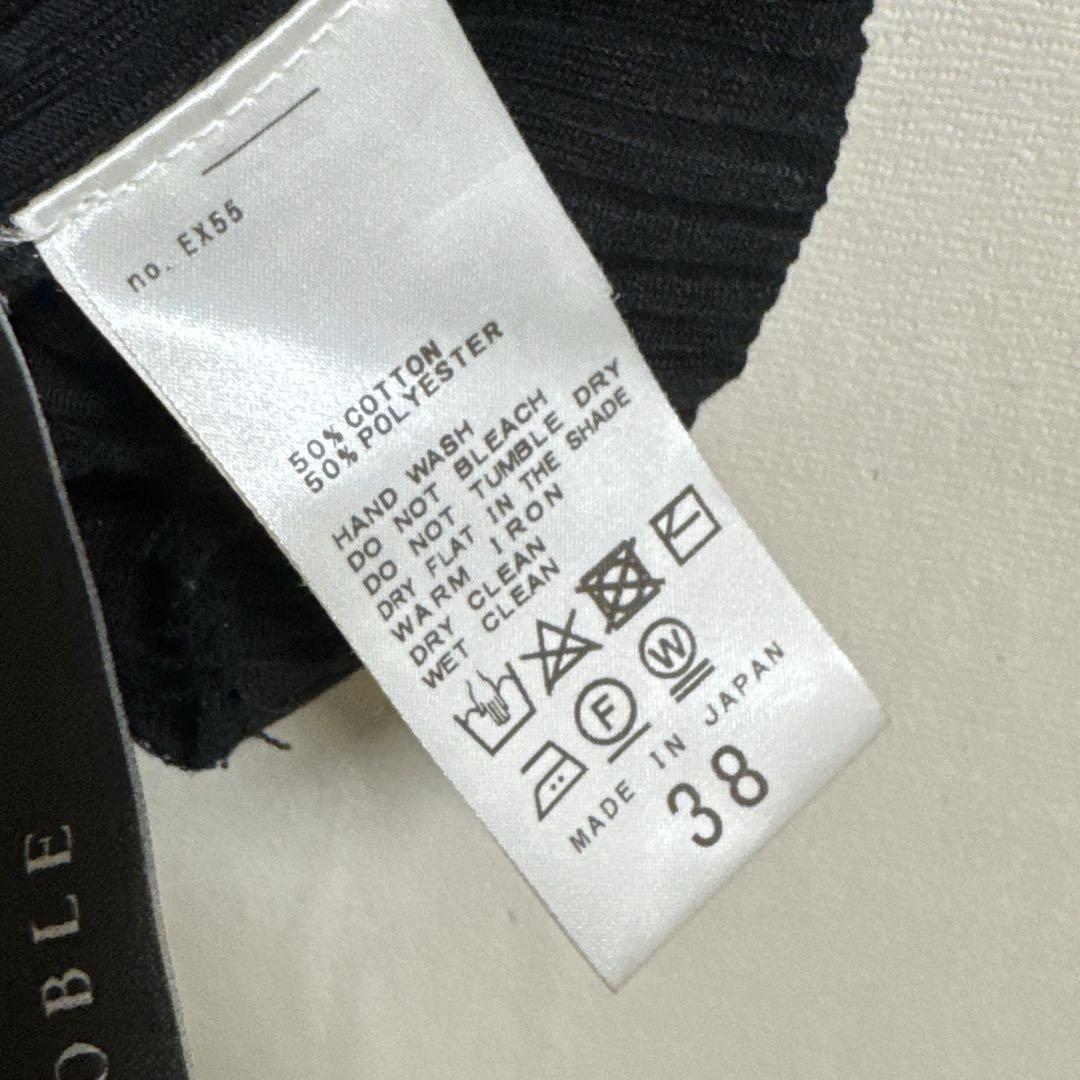 no. EX55
50% COTTON
50% POLYESTER
HAND WASH
DO NOT BLEACH
DO NOT TUMBLE DRY
DRY FLAT IN THE SHADE
WARM IRON
DRY CLEAN
WET CLEAN
F
W
MADE IN JAPAN
38
OBLE